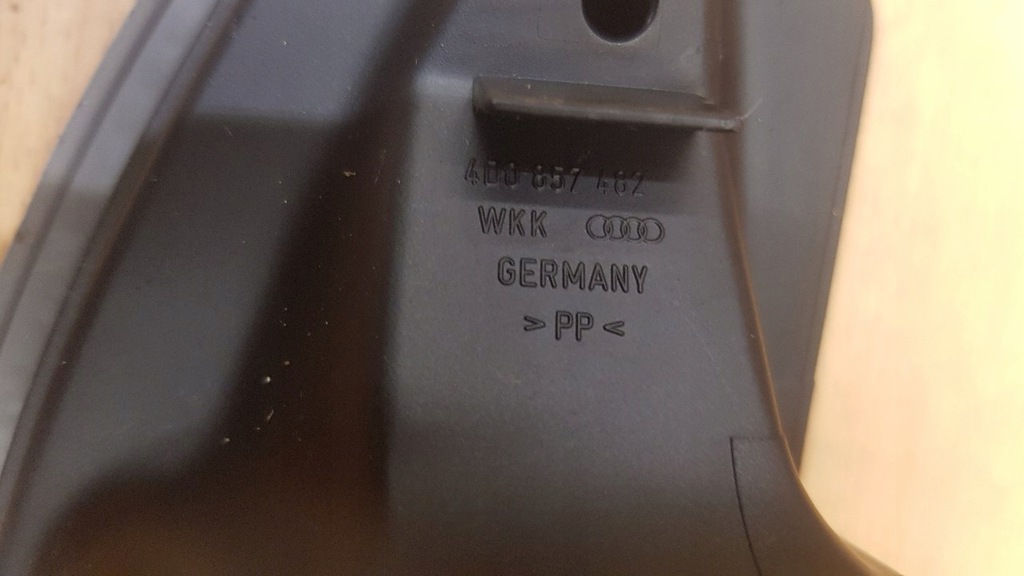 4D0 857 462
WKK
GERMANY
>PP<